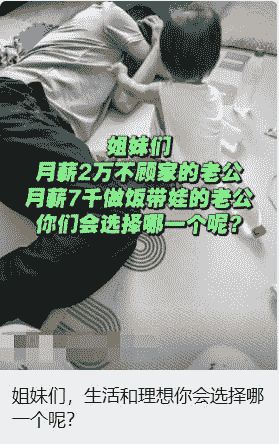 姐妹们
月薪2万不顾家的老公
月薪7千做饭带娃的老公
你们会选择哪一个呢?
姐妹们，生活和理想你会选择哪
一个呢?